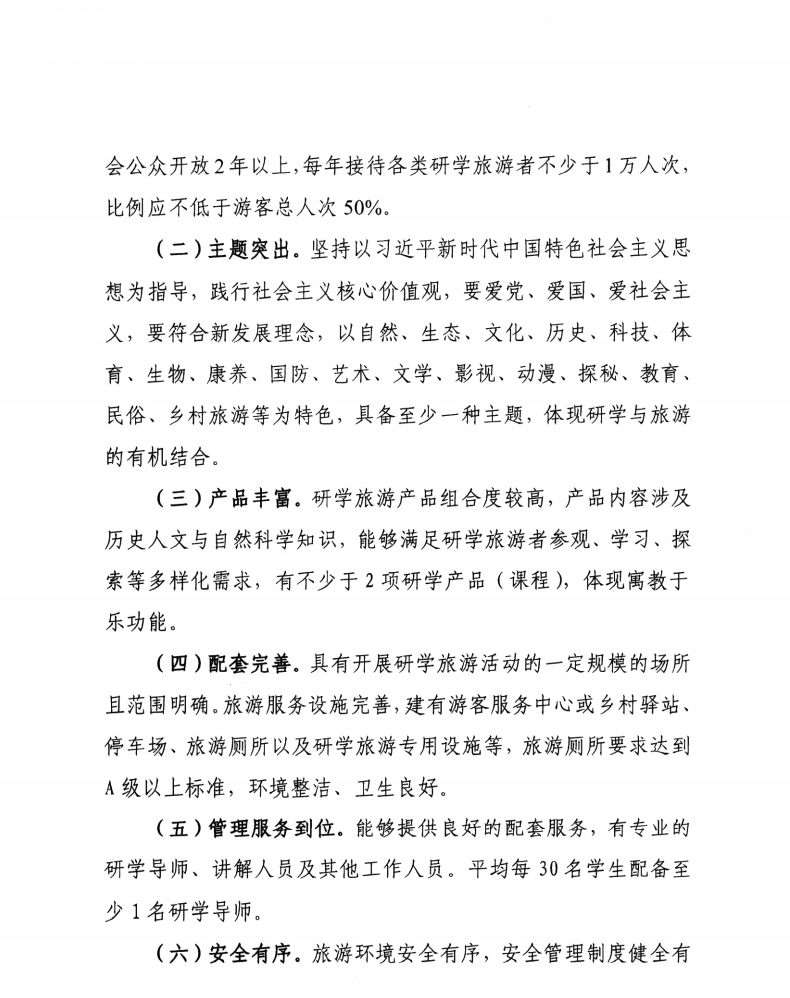 会公众开放2年以上,每年接待各类研学旅游者不少于1万人次,
比例应不低于游客总人次50%。
（二）主题突出。坚持以习近平新时代中国特色社会主义思
想为指导，践行社会主义核心价值观，要爱党、爱国、爱社会主
义，要符合新发展理念，以自然、生态、文化、历史、科技、体
育、生物、康养、国防、艺术、文学、影视、动漫、探秘、教育、
民俗、乡村旅游等为特色，具备至少一种主题，体现研学与旅游
的有机结合。
（三）产品丰富。研学旅游产品组合度较高，产品内容涉及
历史人文与自然科学知识，能够满足研学旅游者参观、学习、探
索等多样化需求，有不少于2项研学产品（课程），体现寓教于
乐功能。
（四）配套完善。具有开展研学旅游活动的一定规模的场所
且范围明确。旅游服务设施完善，建有游客服务中心或乡村驿站、
停车场、旅游厕所以及研学旅游专用设施等，旅游厕所要求达到
A级以上标准，环境整洁、卫生良好。
（五）管理服务到位。能够提供良好的配套服务，有专业的
研学导师、讲解人员及其他工作人员。平均每30名学生配备至
少1名研学导师。
（六）安全有序。旅游环境安全有序，安全管理制度健全有